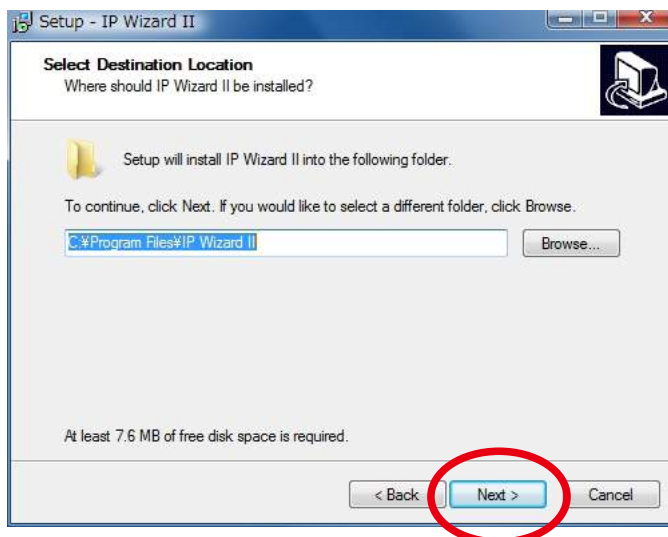 Setup - IP Wizard II
Select Destination Location
Where should IP Wizard II be installed?
Setup will install IP Wizard II into the following folder.
To continue, click Next. If you would like to select a different folder, click Browse.
C:¥Program Files¥IP Wizard II
Browse...
At least 7.6 MB of free disk space is required.
< Back
Next >
Cancel